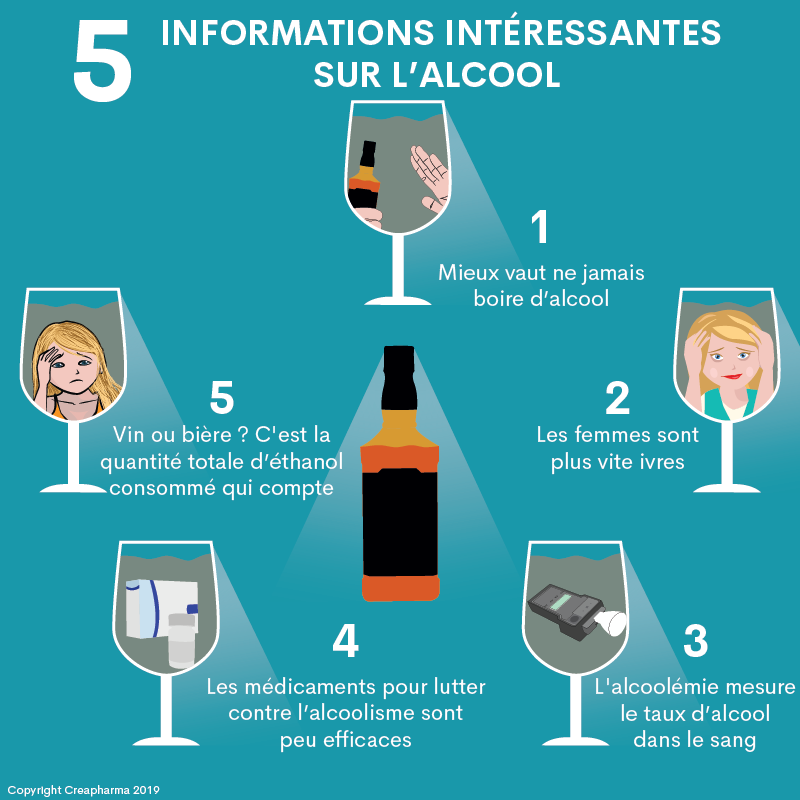 5
INFORMATIONS INTÉRESSANTES
SUR L’ALCOOL
1
Mieux vaut ne jamais
boire d’alcool
2
Les femmes sont
plus vite ivres
3
L'alcoolémie mesure
le taux d’alcool
dans le sang
4
Les médicaments pour lutter
contre l’alcoolisme sont
peu efficaces
5
Vin ou bière ? C'est la
quantité totale d’éthanol
consommé qui compte
Copyright Creapharma 2019